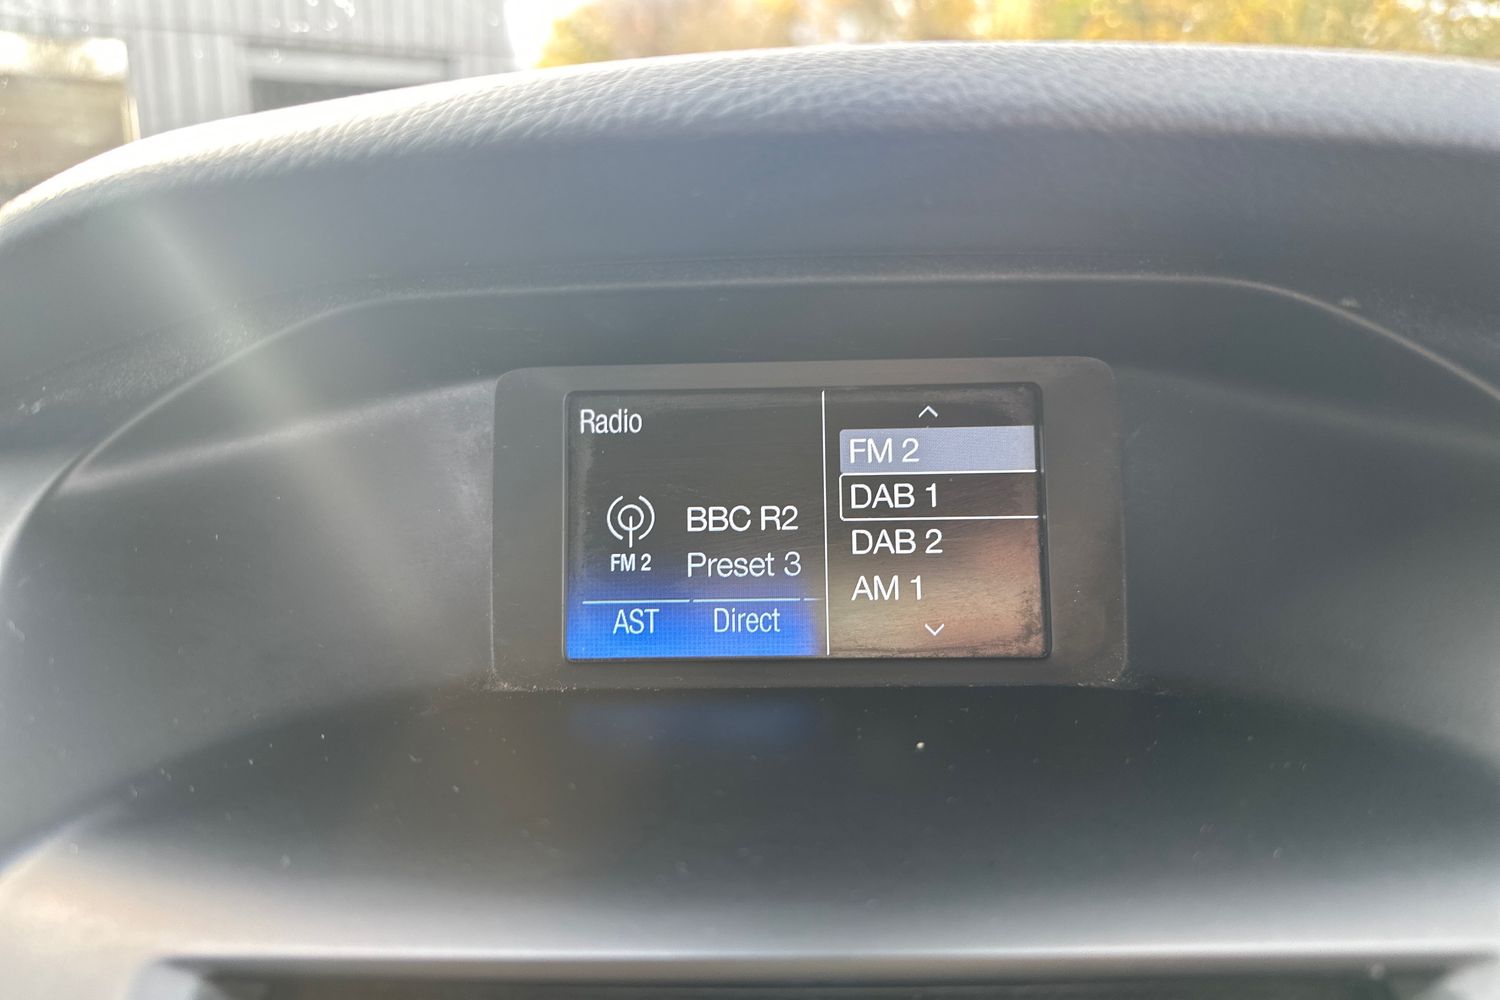 Radio
FM 2
BBC R2
Preset 3
AST
Direct
FM 2
DAB 1
DAB 2
AM 1